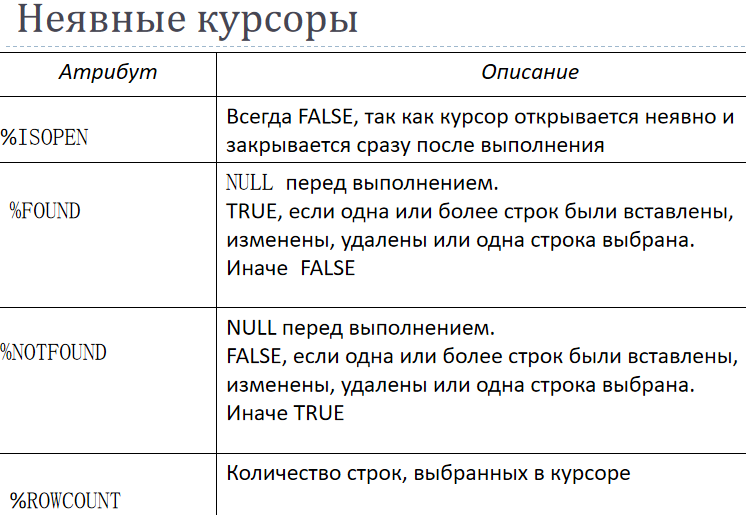 Неявные курсоры
Атрибут
Описание
%ISOPEN
Всегда FALSE, так как курсор открывается неявно и
закрывается сразу после выполнения
%FOUND
NULL перед выполнением.
TRUE, если одна или более строк были вставлены,
изменены, удалены или одна строка выбрана.
Иначе FALSE
%NOTFOUND
NULL перед выполнением.
FALSE, если одна или более строк были вставлены,
изменены, удалены или одна строка выбрана.
Иначе TRUE
%ROWCOUNT
Количество строк, выбранных в курсоре